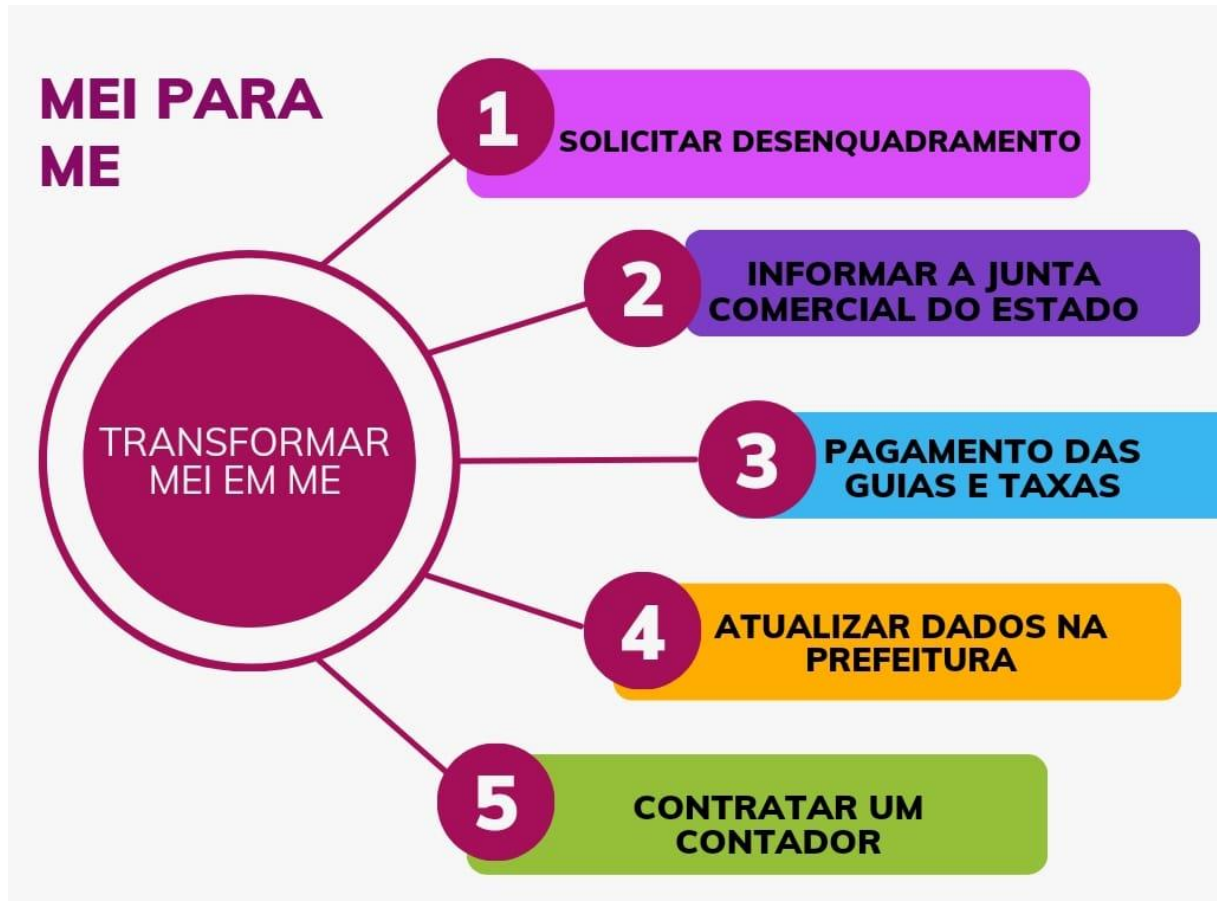 MEI PARA
ME
1
SOLICITAR DESENQUADRAMENTO
2
INFORMAR A JUNTA
COMERCIAL DO ESTADO
TRANSFORMAR
MEI EM ME
3
PAGAMENTO DAS
GUIAS E TAXAS
4
ATUALIZAR DADOS NA
PREFEITURA
5
CONTRATAR UM
CONTADOR